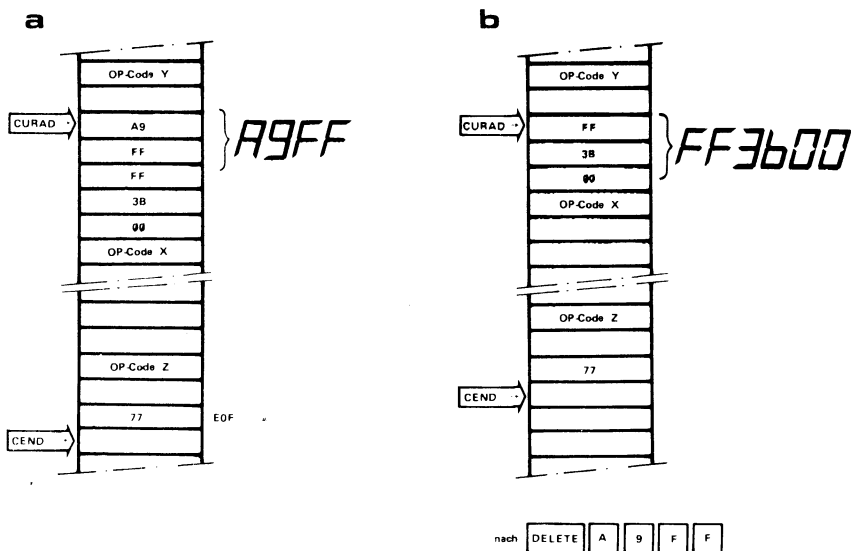 a
OP-Code Y
CURAD
A9
FF
FF
3B
00
OP-Code X
A9FF
OP-Code Z
77
EOF
CEND
b
OP-Code Y
CURAD
FF
3B
00
OP-Code X
FF3b00
OP-Code Z
77
CEND
nach DELETE A 9 F F